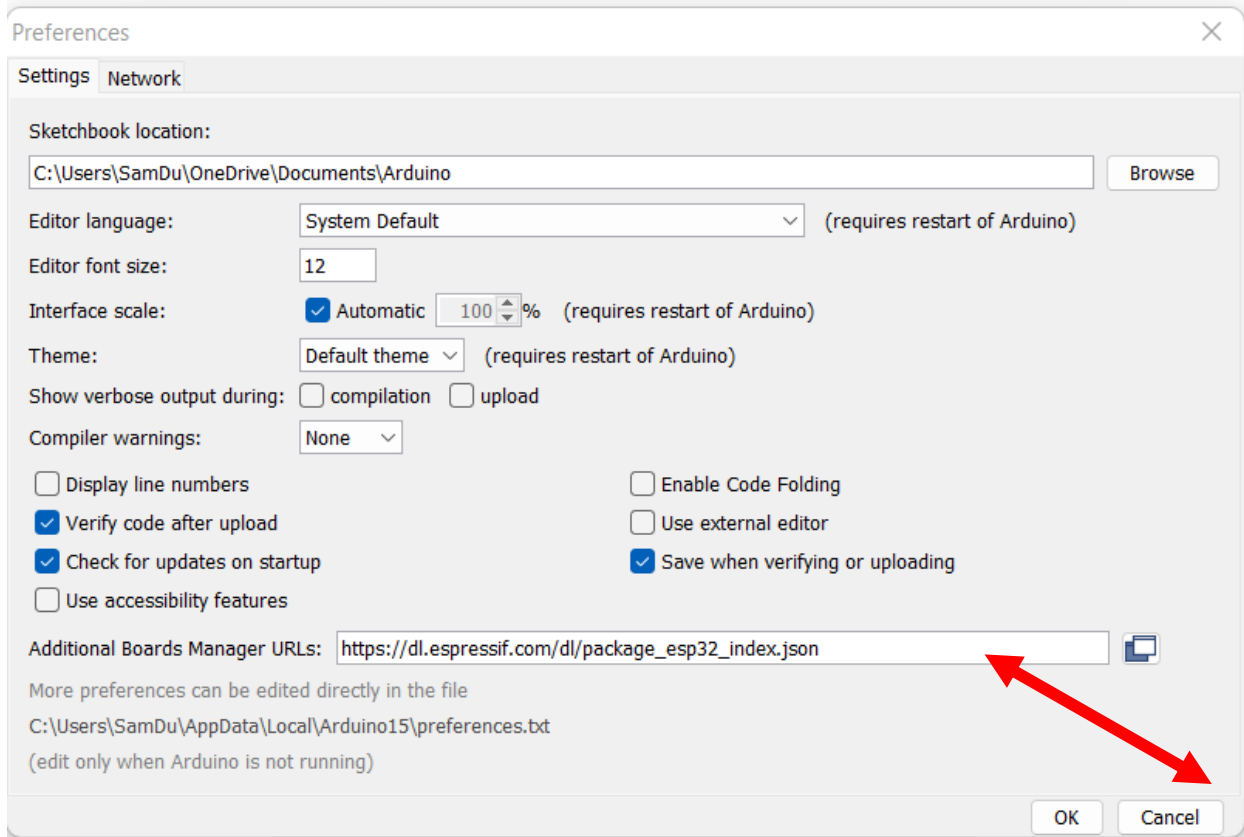 Preferences
Settings Network
Sketchbook location:
C:\Users\SamDu\OneDrive\Documents\Arduino Browse
Editor language: System Default (requires restart of Arduino)
Editor font size: 12
Interface scale: Automatic 100 % (requires restart of Arduino)
Theme: Default theme (requires restart of Arduino)
Show verbose output during: compilation upload
Compiler warnings: None
Display line numbers Enable Code Folding
Verify code after upload Use external editor
Check for updates on startup Save when verifying or uploading
Use accessibility features
Additional Boards Manager URLs: https://dl.espressif.com/dl/package_esp32_index.json
More preferences can be edited directly in the file
C:\Users\SamDu\AppData\Local\Arduino15\preferences.txt
(edit only when Arduino is not running)
OK Cancel